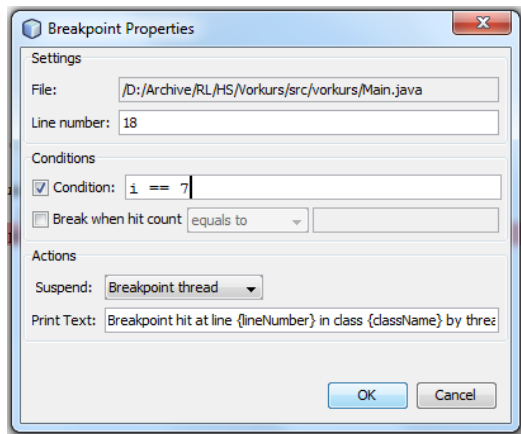 Breakpoint Properties
Settings
File: /D:/Archive/RL/HS/Vorkurs/src/vorkurs/Main.java
Line number: 18
Conditions
Condition: i == 7
Break when hit count equals to
Actions
Suspend: Breakpoint thread
Print Text: Breakpoint hit at line {lineNumber} in class {className} by threa
OK Cancel